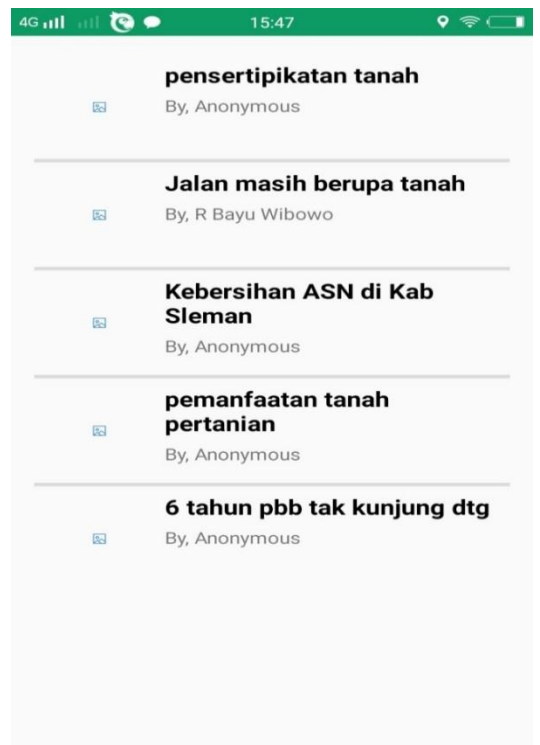 4G 15:47
pensertipikatan tanah
By, Anonymous
Jalan masih berupa tanah
By, R Bayu Wibowo
Kebersihan ASN di Kab
Sleman
By, Anonymous
pemanfaatan tanah
pertanian
By, Anonymous
6 tahun pbb tak kunjung dtg
By, Anonymous